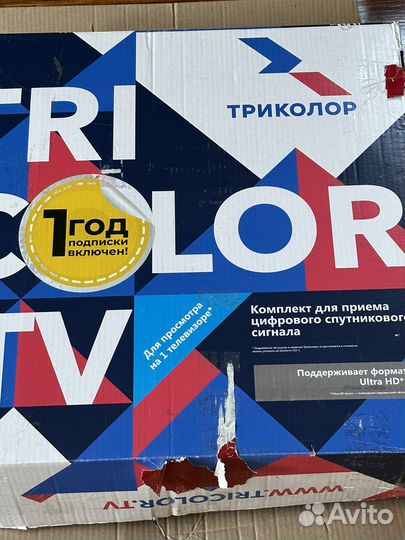 TRI
ТРИКОЛОР
COLOR
1 ГОД
ПОДПИСКИ
ВКЛЮЧЕН!
TV
Для просмотра
на 1 телевизоре*
Комплект для приема
цифрового спутникового
сигнала
Поддерживает формат
Ultra HD*
WWW.TRICOLOR.TV
Avito